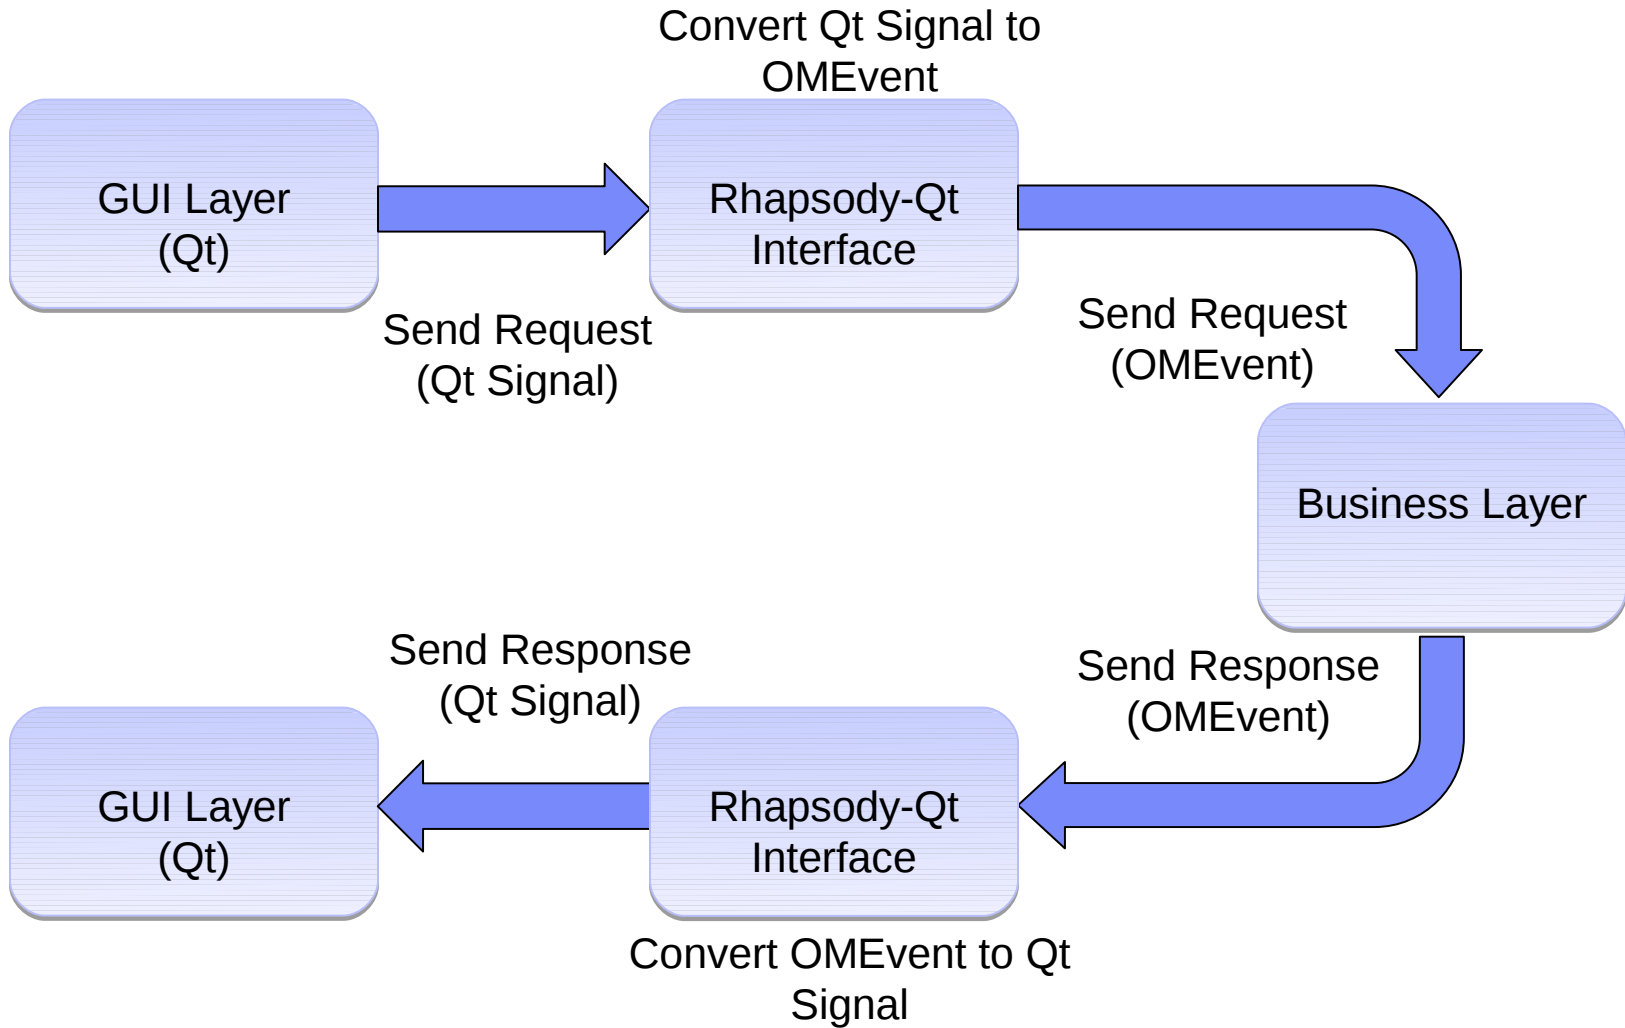 Convert Qt Signal to
OMEvent
GUI Layer
(Qt)
Rhapsody-Qt
Interface
Send Request
(Qt Signal)
Send Request
(OMEvent)
Business Layer
Send Response
(Qt Signal)
Send Response
(OMEvent)
GUI Layer
(Qt)
Rhapsody-Qt
Interface
Convert OMEvent to Qt
Signal